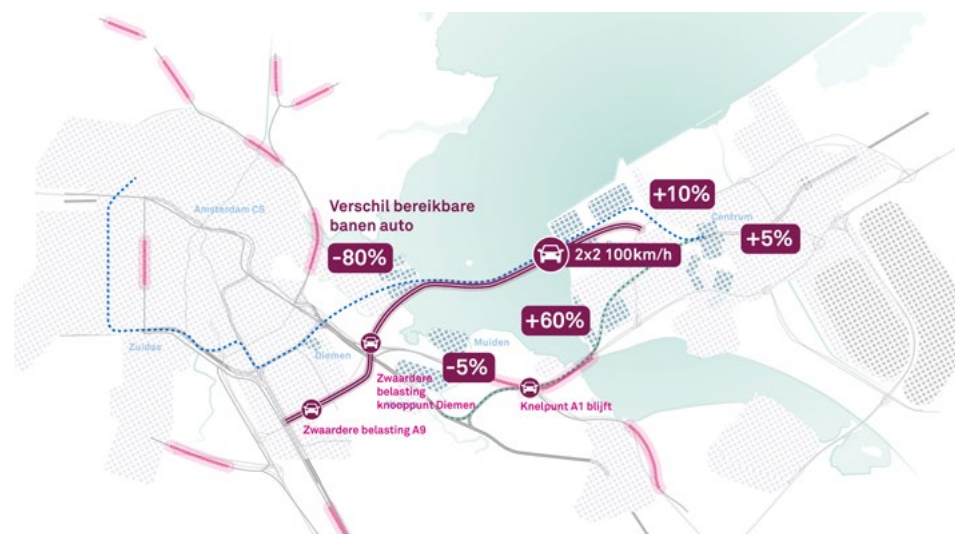 Amsterdam CS
Verschil bereikbare
banen auto
-80%
+10%
Centrum
+5%
2x2 100km/h
+60%
Zuidas
Diemen
Muiden
-5%
Zwaardere
belasting
knooppunt Diemen
Knelpunt A1 blijft
Zwaardere belasting A9